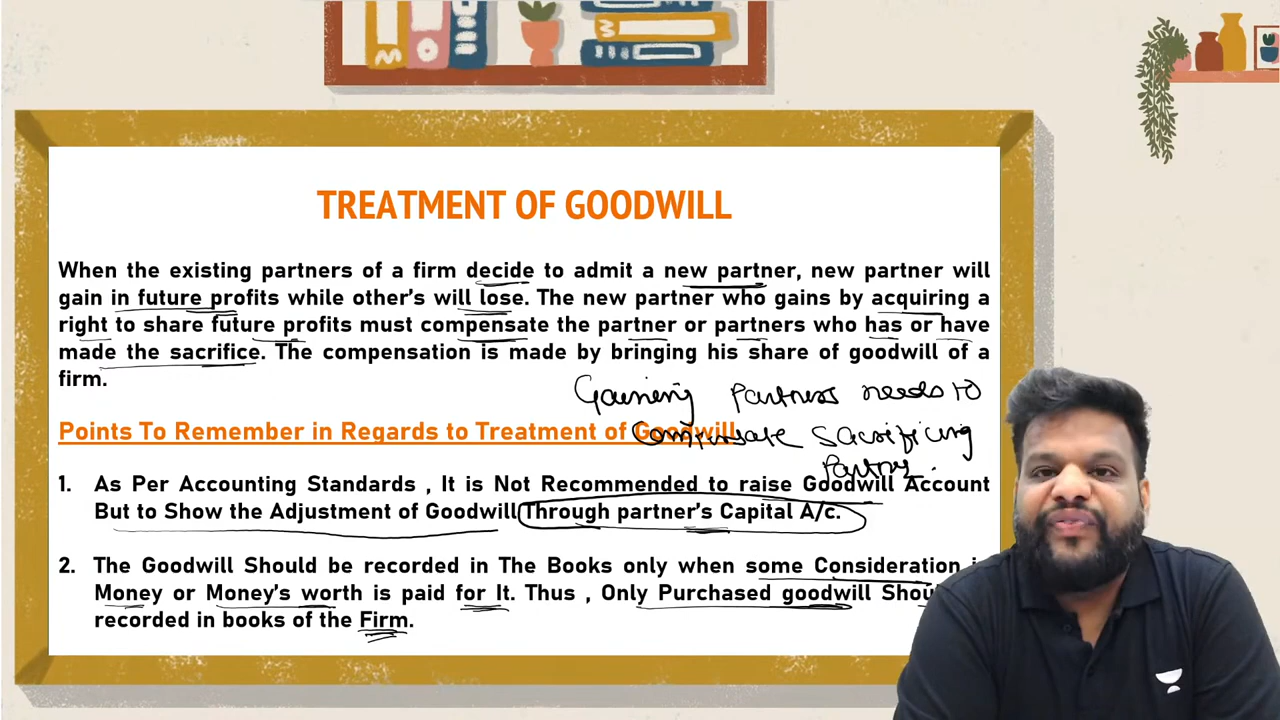 TREATMENT OF GOODWILL
When the existing partners of a firm decide to admit a new partner, new partner will
gain in future profits while other's will lose. The new partner who gains by acquiring a
right to share future profits must compensate the partner or partners who has or have
made the sacrifice. The compensation is made by bringing his share of goodwill of a
firm.
Gaining Partners needs to
Points To Remember in Regards to Treatment of Goodwill
Compensate Sacrificing
Partner.
1. As Per Accounting Standards , It is Not Recommended to raise Goodwill Account
But to Show the Adjustment of Goodwill Through partner's Capital A/c.
2. The Goodwill Should be recorded in The Books only when some Consideration
Money or Money's worth is paid for It. Thus , Only Purchased goodwill
recorded in books of the Firm.